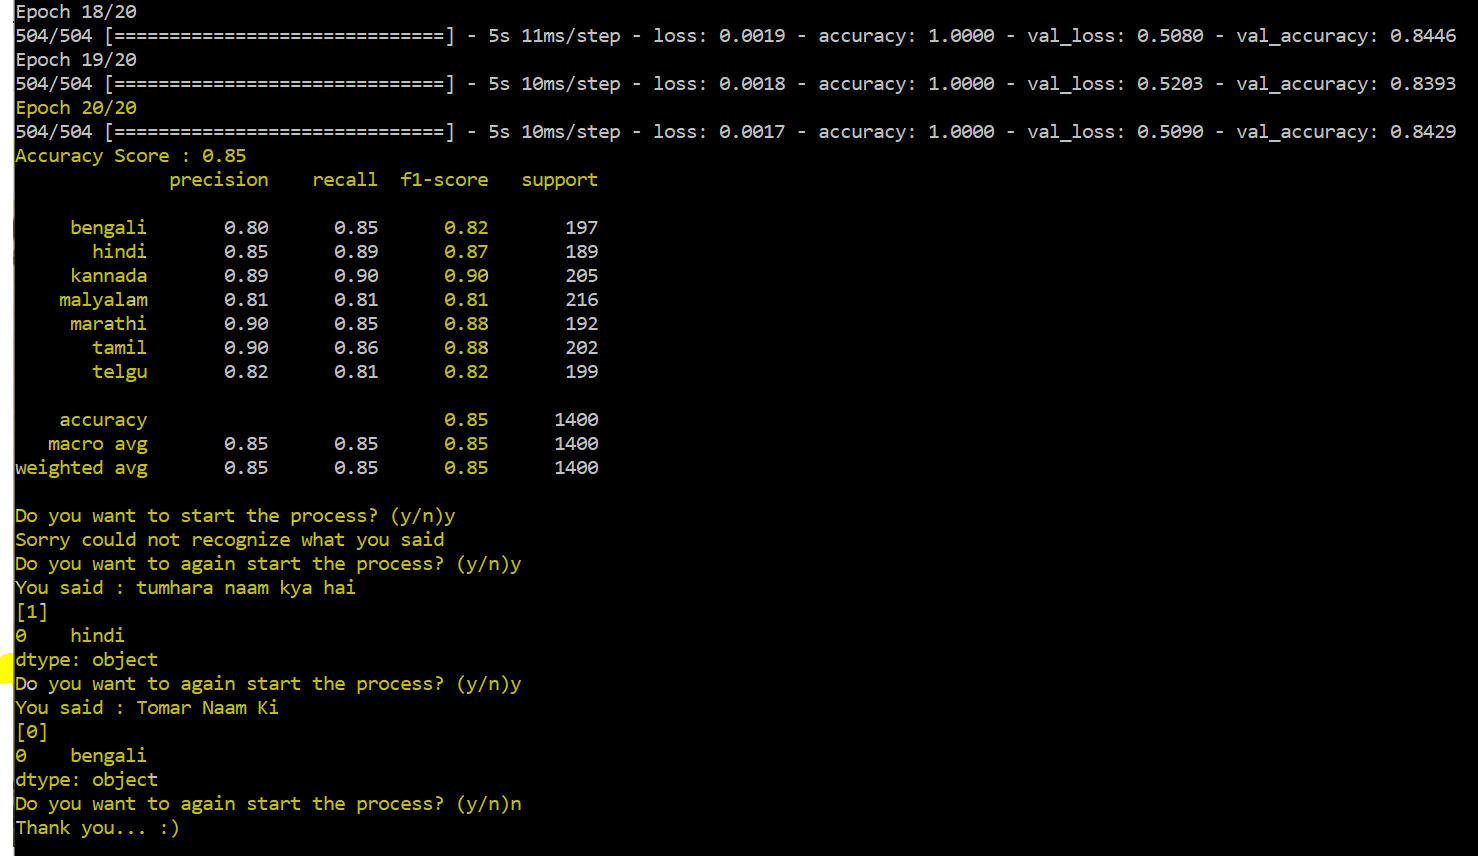 Epoch 18/20
504/504 [==============================] - 5s 11ms/step - loss: 0.0019 - accuracy: 1.0000 - val_loss: 0.5080 - val_accuracy: 0.8446
Epoch 19/20
504/504 [==============================] - 5s 10ms/step - loss: 0.0018 - accuracy: 1.0000 - val_loss: 0.5203 - val_accuracy: 0.8393
Epoch 20/20
504/504 [==============================] - 5s 10ms/step - loss: 0.0017 - accuracy: 1.0000 - val_loss: 0.5090 - val_accuracy: 0.8429
Accuracy Score : 0.85
precision recall f1-score support
bengali 0.80 0.85 0.82 197
hindi 0.85 0.89 0.87 189
kannada 0.89 0.90 0.90 205
malyalam 0.81 0.81 0.81 216
marathi 0.90 0.85 0.88 192
tamil 0.90 0.86 0.88 202
telgu 0.82 0.81 0.82 199
accuracy 0.85 1400
macro avg 0.85 0.85 0.85 1400
weighted avg 0.85 0.85 0.85 1400
Do you want to start the process? (y/n)y
Sorry could not recognize what you said
Do you want to again start the process? (y/n)y
You said : tumhara naam kya hai
[1]
0 hindi
dtype: object
Do you want to again start the process? (y/n)y
You said : Tomar Naam Ki
[0]
0 bengali
dtype: object
Do you want to again start the process? (y/n)n
Thank you... :)